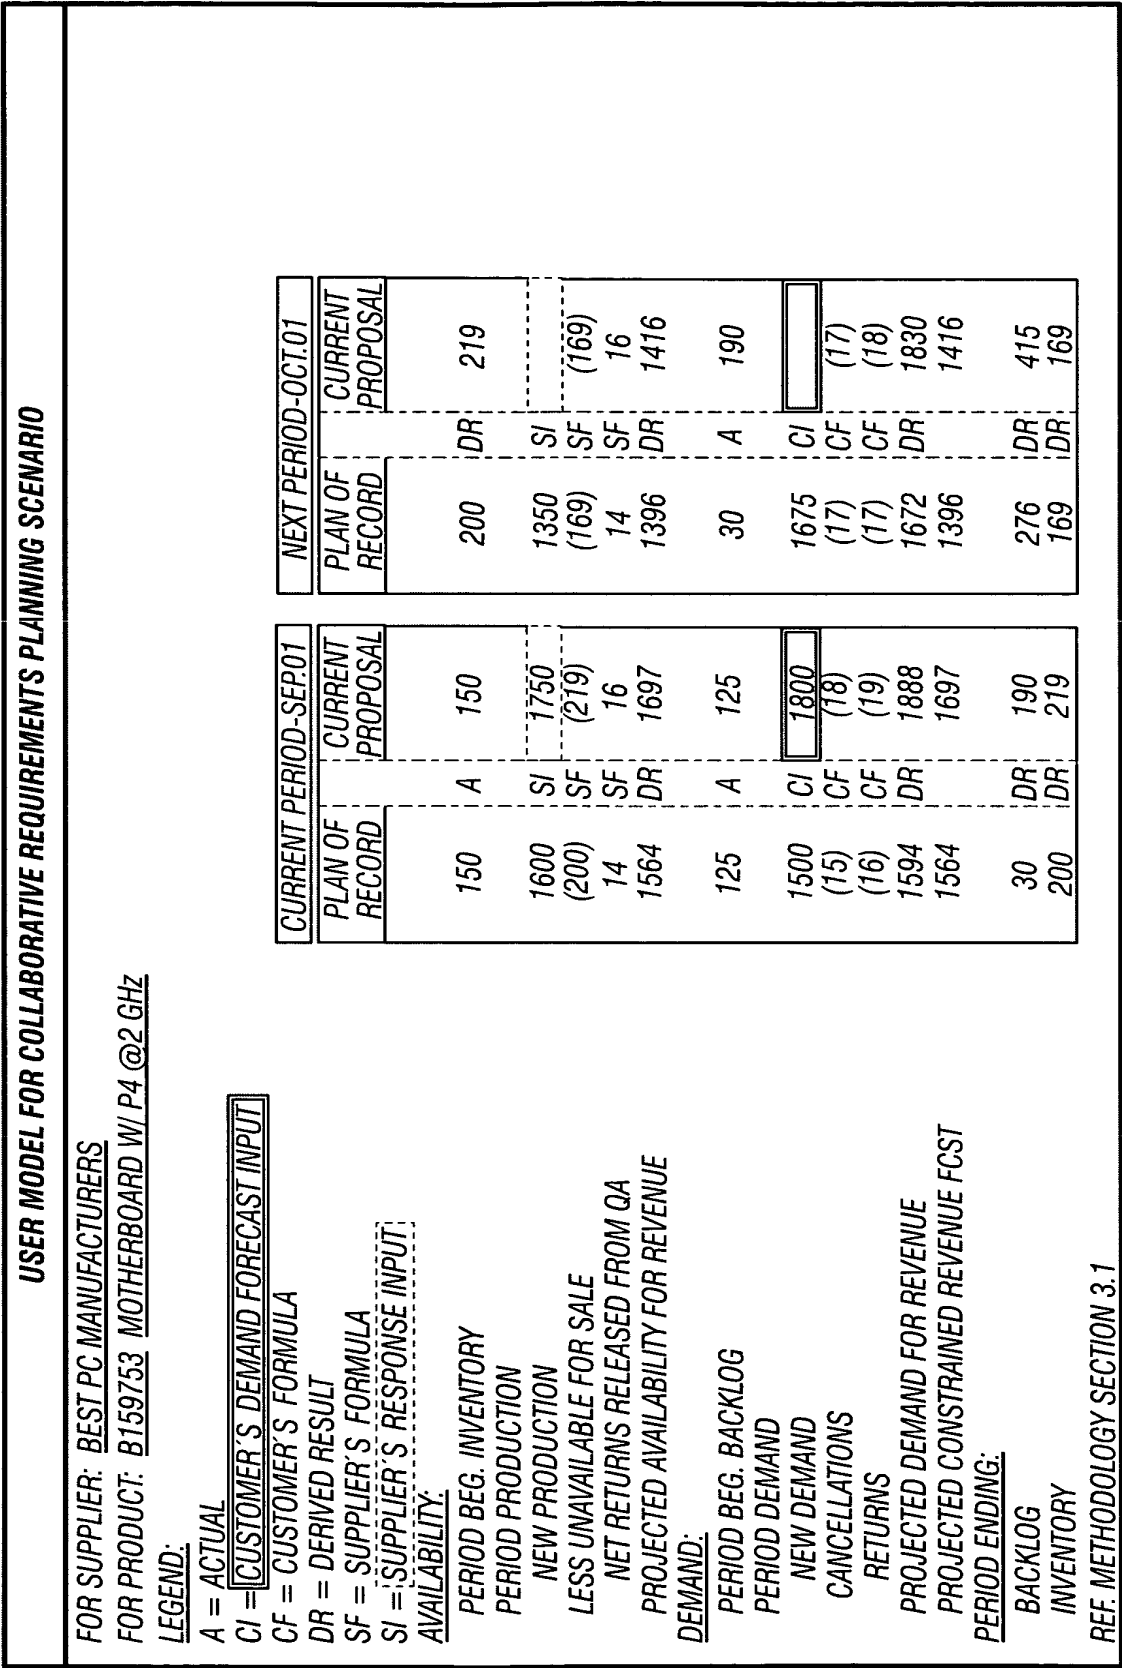 USER MODEL FOR COLLABORATIVE REQUIREMENTS PLANNING SCENARIO
FOR SUPPLIER: BEST PC MANUFACTURERS
FOR PRODUCT: B159753 MOTHERBOARD W/ P4 @2 GHz
LEGEND:
A = ACTUAL
CI = CUSTOMER'S DEMAND FORECAST INPUT
CF = CUSTOMER'S FORMULA
DR = DERIVED RESULT
SF = SUPPLIER'S FORMULA
SI = SUPPLIER'S RESPONSE INPUT
CURRENT PERIOD-SEP.01 NEXT PERIOD-OCT.01
PLAN OF RECORD CURRENT PROPOSAL PLAN OF RECORD CURRENT PROPOSAL
AVAILABILITY:
PERIOD BEG. INVENTORY 150 A 150 200 DR 219
PERIOD PRODUCTION
NEW PRODUCTION 1600 SI 1750 1350 SI
LESS UNAVAILABLE FOR SALE (200) SF (219) (169) SF (169)
NET RETURNS RELEASED FROM QA 14 SF 16 14 SF 16
PROJECTED AVAILABILITY FOR REVENUE 1564 DR 1697 1396 DR 1416
DEMAND:
PERIOD BEG. BACKLOG 125 A 125 30 A 190
PERIOD DEMAND
NEW DEMAND 1500 CI 1800 1675 CI
CANCELLATIONS (15) CF (18) (17) CF (17)
RETURNS (16) CF (19) (17) CF (18)
PROJECTED DEMAND FOR REVENUE 1594 DR 1888 1672 DR 1830
PROJECTED CONSTRAINED REVENUE FCST 1564 1697 1396 1416
PERIOD ENDING:
BACKLOG 30 DR 190 276 DR 415
INVENTORY 200 DR 219 169 DR 169
REF. METHODOLOGY SECTION 3.1